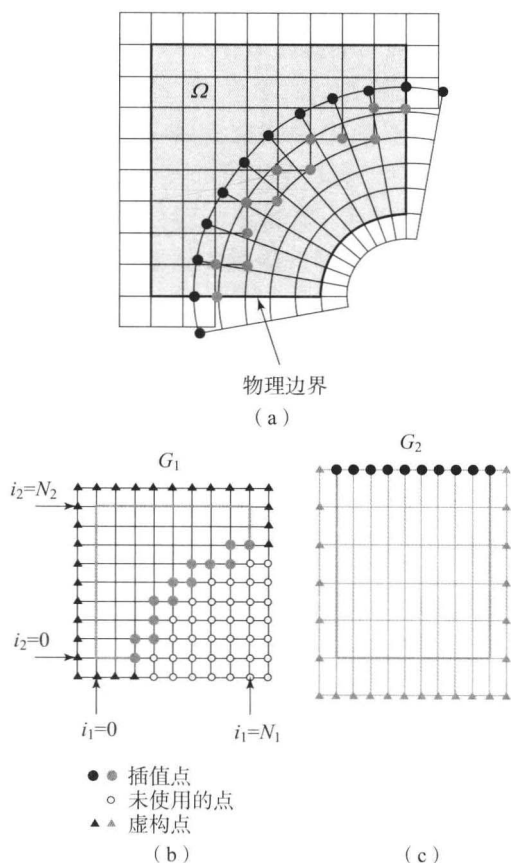 Ω
物理边界
（a）
G₁
G₂
i₂=N₂
i₂=0
i₁=0
i₁=N₁
插值点
未使用的点
虚构点
（b）
（c）